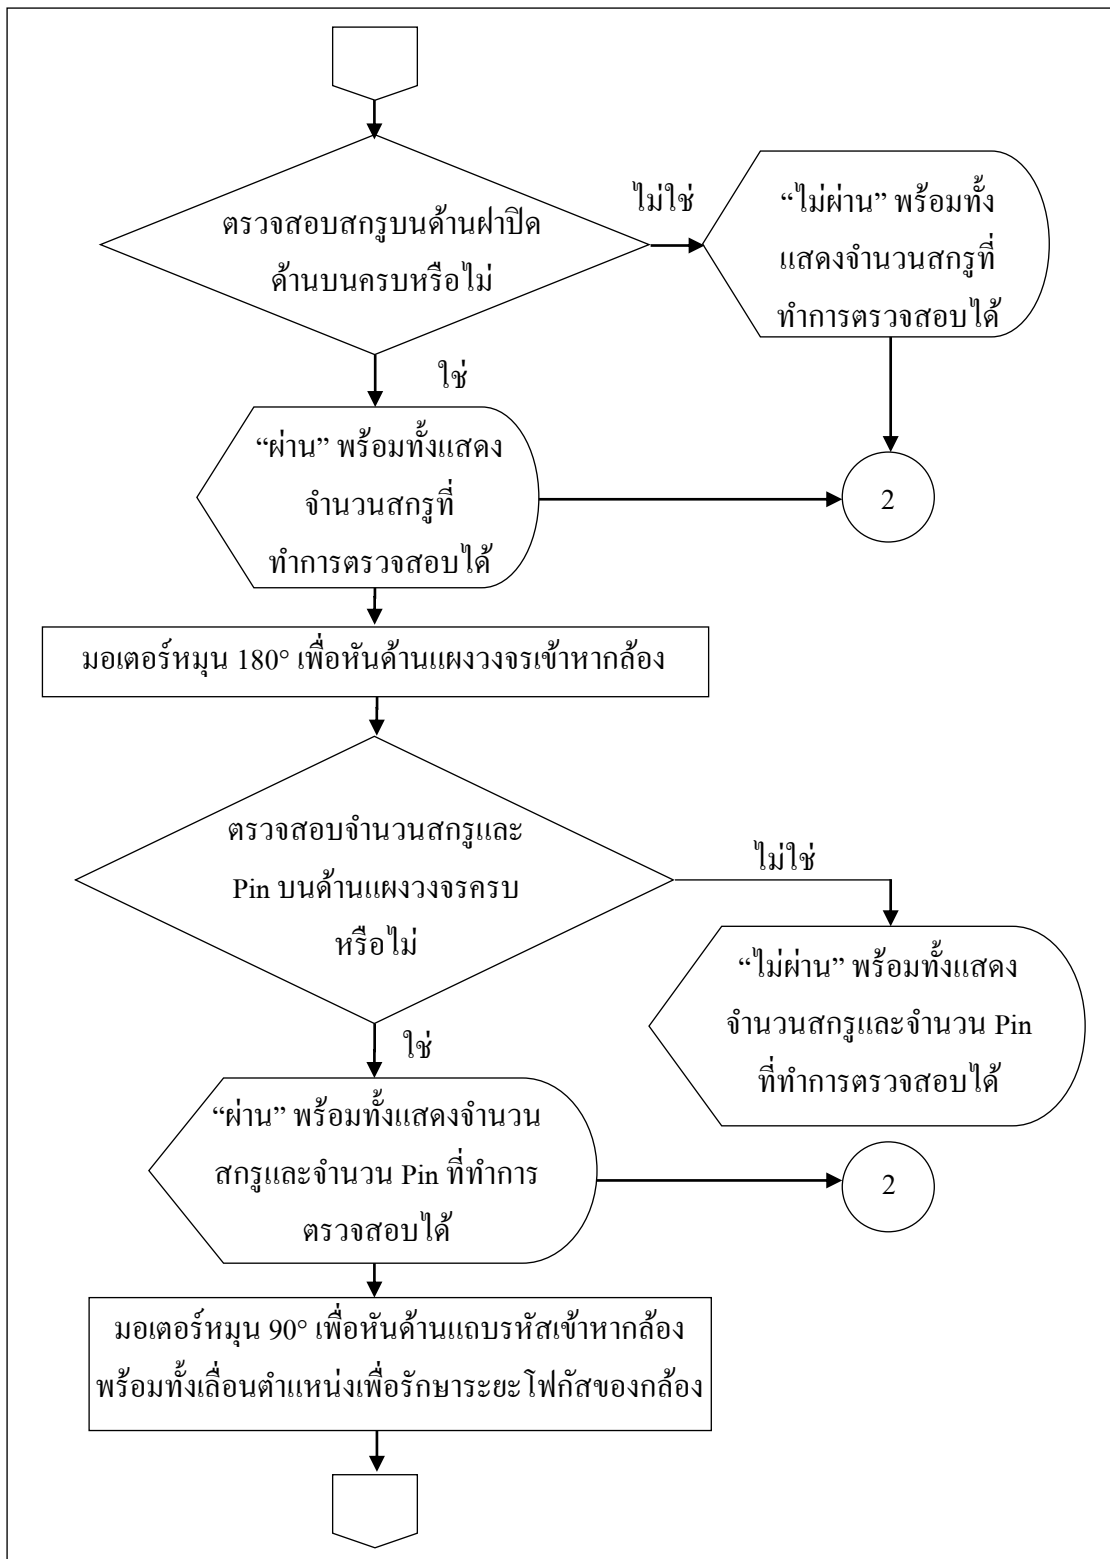 ตรวจสอบสกรูบนด้านฝาปิด
ด้านบนครบหรือไม่
ไม่ใช่
“ไม่ผ่าน” พร้อมทั้ง
แสดงจำนวนสกรูที่
ทำการตรวจสอบได้
ใช่
“ผ่าน” พร้อมทั้งแสดง
จำนวนสกรูที่
ทำการตรวจสอบได้
2
มอเตอร์หมุน 180° เพื่อหันด้านแผงวงจรเข้าหากล้อง
ตรวจสอบจำนวนสกรูและ
Pin บนด้านแผงวงจรครบ
หรือไม่
ไม่ใช่
“ไม่ผ่าน” พร้อมทั้งแสดง
จำนวนสกรูและจำนวน Pin
ที่ทำการตรวจสอบได้
ใช่
“ผ่าน” พร้อมทั้งแสดงจำนวน
สกรูและจำนวน Pin ที่ทำการ
ตรวจสอบได้
2
มอเตอร์หมุน 90° เพื่อหันด้านแถบรหัสเข้าหากล้อง
พร้อมทั้งเลื่อนตำแหน่งเพื่อรักษาระยะโฟกัสของกล้อง